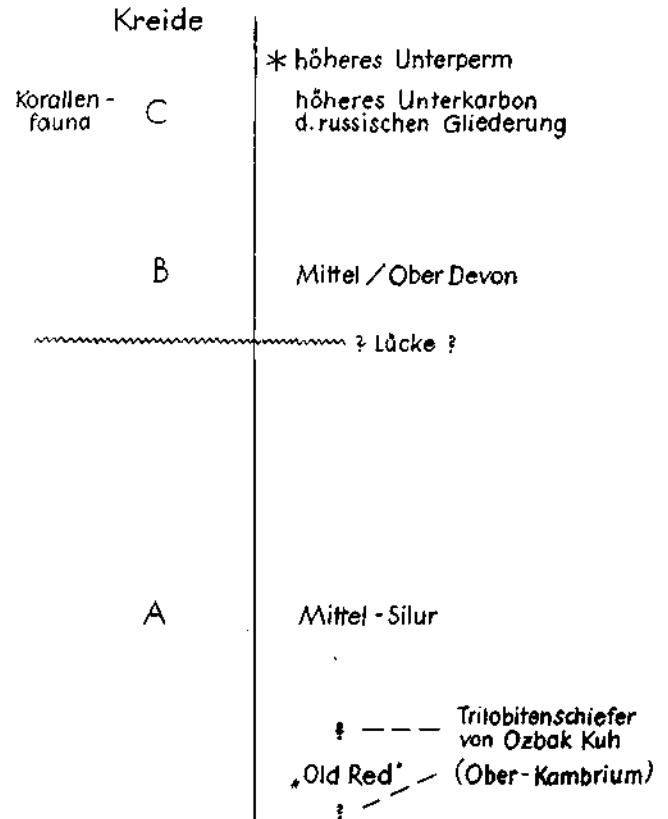 Kreide
* höheres Unterperm
Korallen-
fauna
C
höheres Unterkarbon
d. russischen Gliederung
B
Mittel / Ober Devon
? Lücke ?
A
Mittel - Silur
? --- Trilobitenschiefer
von Ozbak Kuh
"Old Red"
(Ober-Kambrium)
?